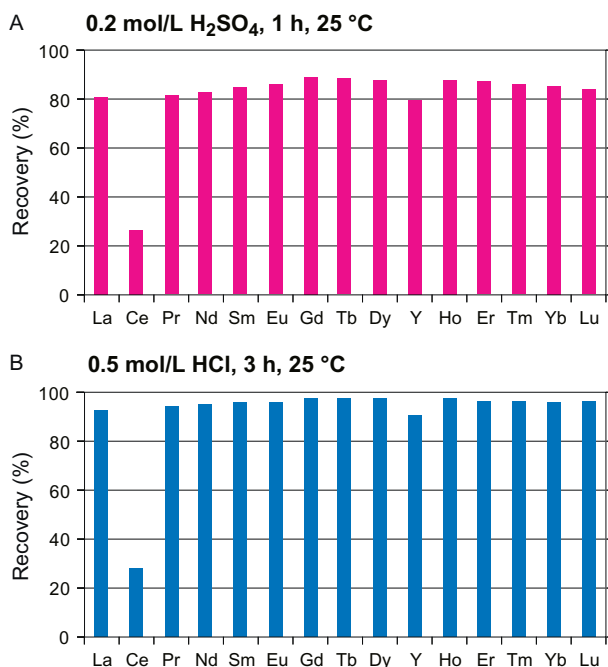 A 0.2 mol/L H₂SO₄, 1 h, 25 °C
Recovery (%)
100
80
60
40
20
0
La Ce Pr Nd Sm Eu Gd Tb Dy Y Ho Er Tm Yb Lu
B 0.5 mol/L HCl, 3 h, 25 °C
Recovery (%)
100
80
60
40
20
0
La Ce Pr Nd Sm Eu Gd Tb Dy Y Ho Er Tm Yb Lu